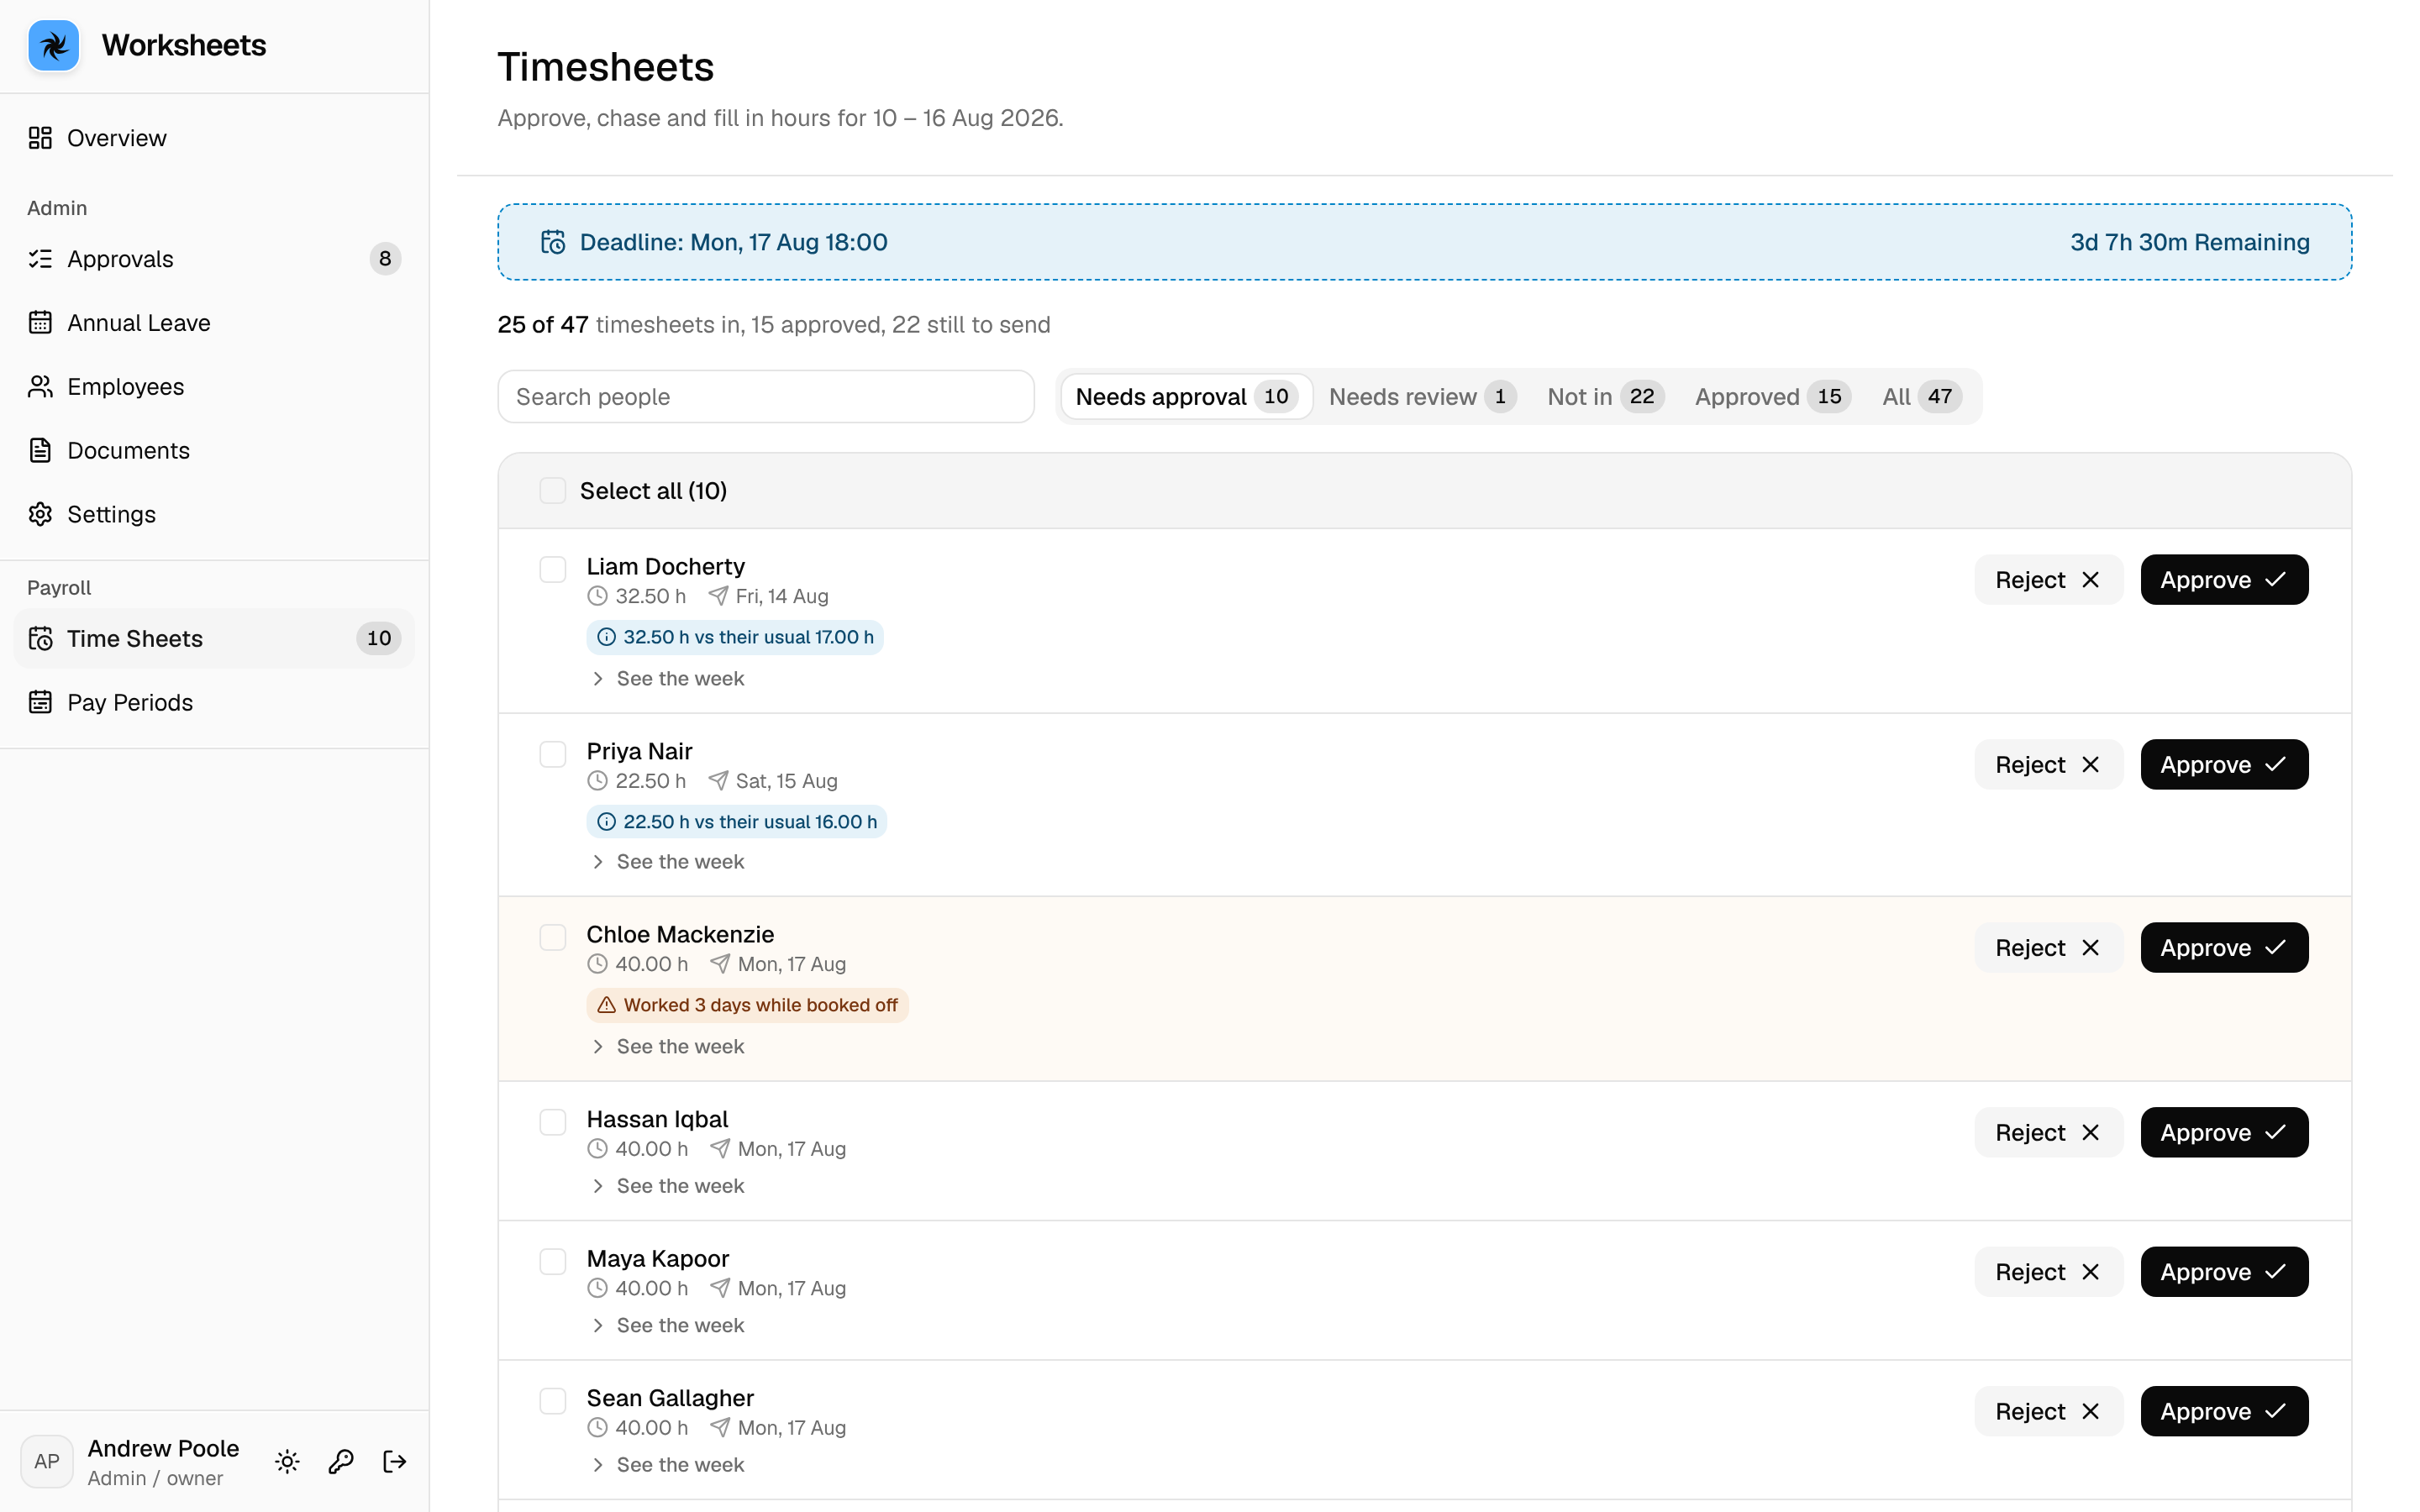 Worksheets
Overview
Admin
Approvals 8
Annual Leave
Employees
Documents
Settings
Payroll
Time Sheets 10
Pay Periods
AP
Andrew Poole
Admin / owner
Timesheets
Approve, chase and fill in hours for 10 – 16 Aug 2026.
Deadline: Mon, 17 Aug 18:00
3d 7h 30m Remaining
25 of 47 timesheets in, 15 approved, 22 still to send
Search people
Needs approval 10 Needs review 1 Not in 22 Approved 15 All 47
Select all (10)
Liam Docherty
32.50 h Fri, 14 Aug
32.50 h vs their usual 17.00 h
See the week
Reject Approve
Priya Nair
22.50 h Sat, 15 Aug
22.50 h vs their usual 16.00 h
See the week
Reject Approve
Chloe Mackenzie
40.00 h Mon, 17 Aug
Worked 3 days while booked off
See the week
Reject Approve
Hassan Iqbal
40.00 h Mon, 17 Aug
See the week
Reject Approve
Maya Kapoor
40.00 h Mon, 17 Aug
See the week
Reject Approve
Sean Gallagher
40.00 h Mon, 17 Aug
See the week
Reject Approve